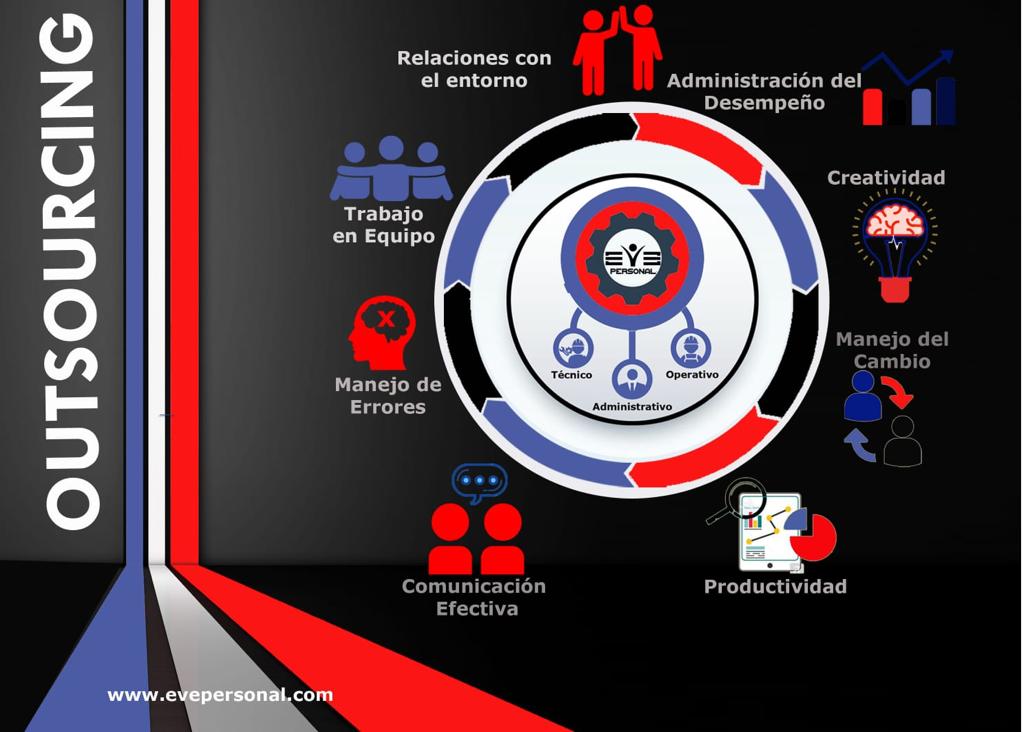 OUTSOURCING
Relaciones con
el entorno
Administración del
Desempeño
Creatividad
Manejo del
Cambio
Productividad
Comunicación
Efectiva
Manejo de
Errores
X
Trabajo
en Equipo
EVE
PERSONAL
Técnico
Operativo
Administrativo
www.evepersonal.com